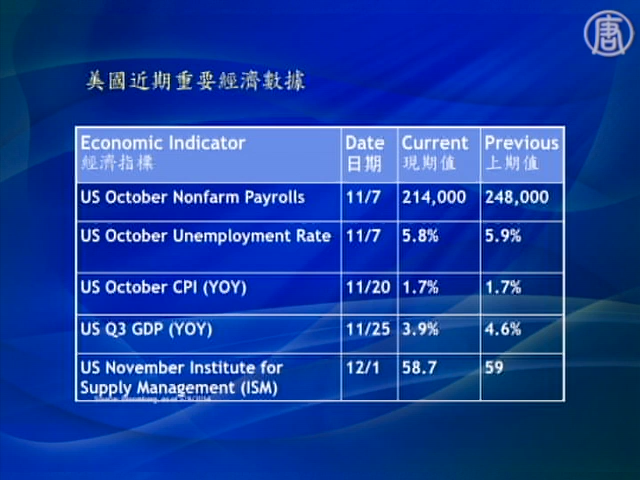 唐
美國近期重要經濟數據
Economic Indicator Date Current Previous
經濟指標 日期 現期值 上期值
US October Nonfarm Payrolls 11/7 214,000 248,000
US October Unemployment Rate 11/7 5.8% 5.9%
US October CPI (YOY) 11/20 1.7% 1.7%
US Q3 GDP (YOY) 11/25 3.9% 4.6%
US November Institute for 12/1 58.7 59
Supply Management (ISM)
Source: Bloomberg, as of